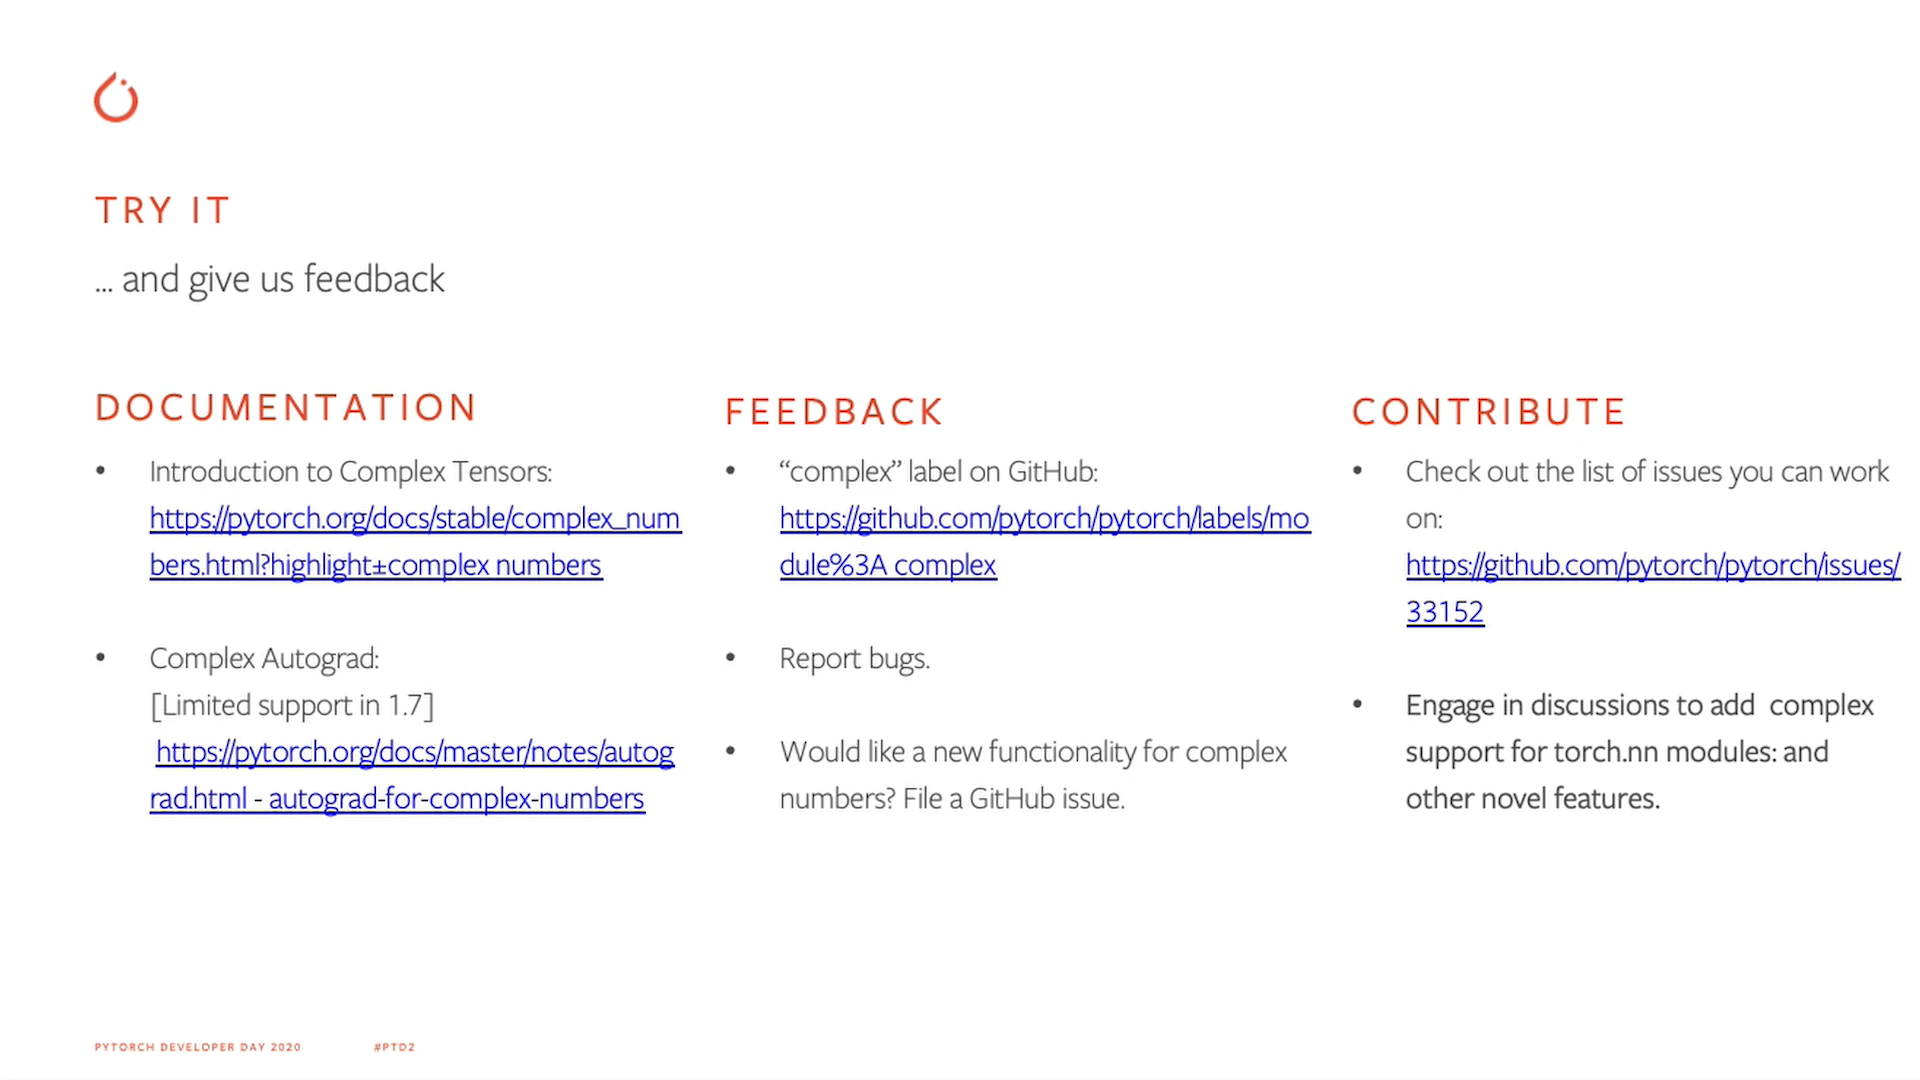 TRY IT
... and give us feedback
DOCUMENTATION
• Introduction to Complex Tensors:
https://pytorch.org/docs/stable/complex_num
bers.html?highlight±complex numbers
• Complex Autograd:
[Limited support in 1.7]
https://pytorch.org/docs/master/notes/autog
rad.html - autograd-for-complex-numbers
FEEDBACK
• “complex” label on GitHub:
https://github.com/pytorch/pytorch/labels/mo
dule%3A complex
• Report bugs.
• Would like a new functionality for complex
numbers? File a GitHub issue.
CONTRIBUTE
• Check out the list of issues you can work
on:
https://github.com/pytorch/pytorch/issues/
33152
• Engage in discussions to add  complex
support for torch.nn modules: and
other novel features.
PYTORCH DEVELOPER DAY 2020
#PTD2